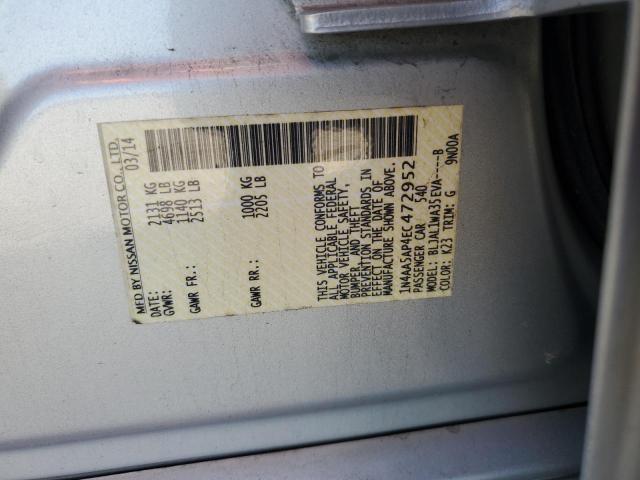 MFD BY NISSAN MOTOR CO., LTD.
DATE: 03/14
GVWR: 2131 KG
4698 LB
GAWR FR.: 1140 KG
2513 LB
GAWR RR.: 1000 KG
2205 LB
THIS VEHICLE CONFORMS TO
ALL APPLICABLE FEDERAL
MOTOR VEHICLE SAFETY,
BUMPER, AND THEFT
PREVENTION STANDARDS IN
EFFECT ON THE DATE OF
MANUFACTURE SHOWN ABOVE.
1N4AA5AP4EC472952
PASSENGER CAR 540
MODEL: BLJALLWA35EVA----B
COLOR: K23 TRIM: G 9N00A